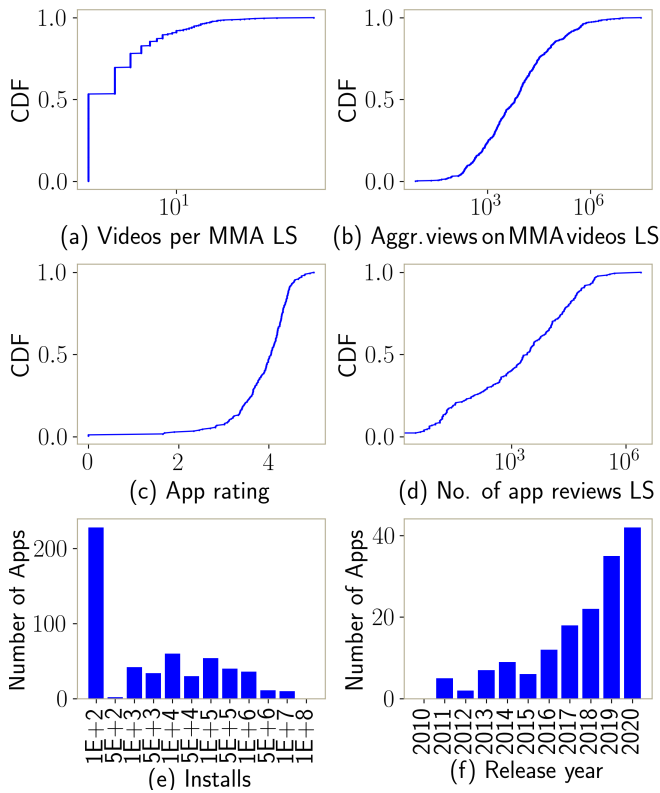 CDF
1.0
0.5
0.0
10^1
(a) Videos per MMA LS
CDF
1.0
0.5
0.0
10^3 10^6
(b) Aggr. views on MMA videos LS
CDF
1.0
0.5
0.0
0 2 4
(c) App rating
CDF
1.0
0.5
0.0
10^3 10^6
(d) No. of app reviews LS
Number of Apps
200
100
0
1E+2 5E+2 1E+3 5E+3 1E+4 5E+4 1E+5 5E+5 1E+6 5E+6 1E+7 1E+8
(e) Installs
Number of Apps
40
20
0
2010 2011 2012 2013 2014 2015 2016 2017 2018 2019 2020
(f) Release year